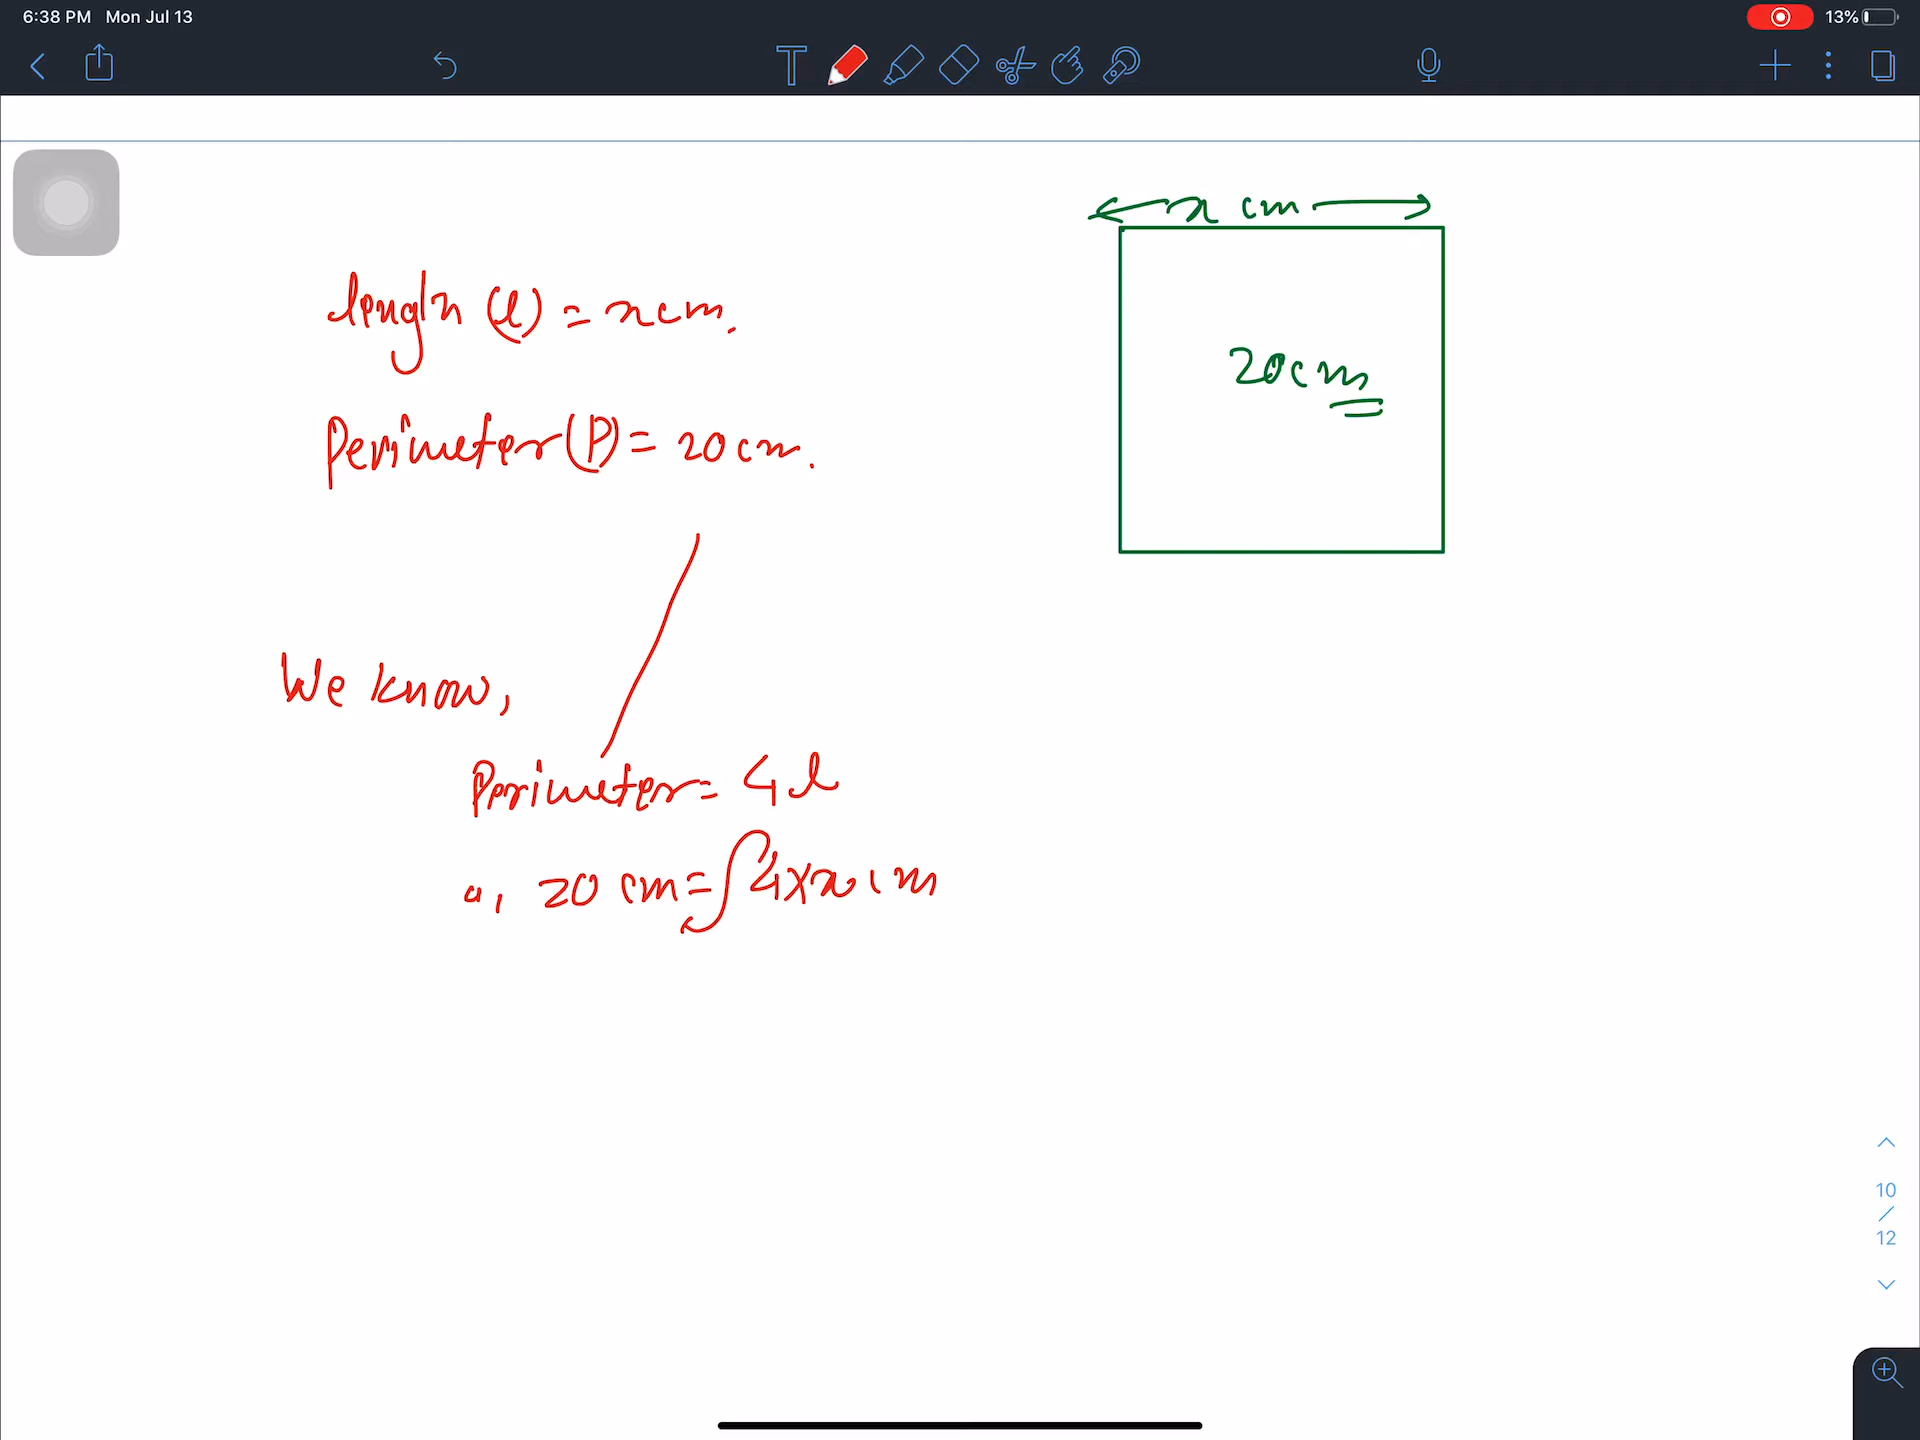 6:38 PM Mon Jul 13
13%
x cm
length (l) = x cm.
20cm
Perimeter (P) = 20 cm.
We know,
Perimeter = 4l
or, 20 cm = 4 × x cm
10
/
12